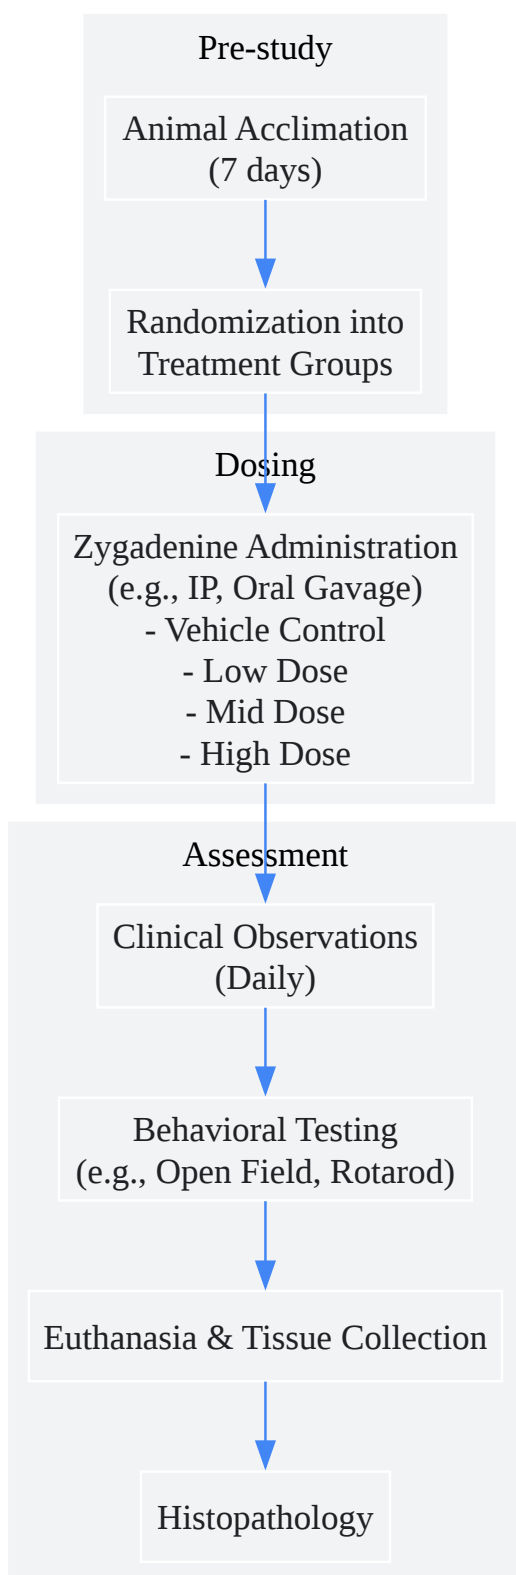 Pre-study
Animal Acclimation
(7 days)
Randomization into
Treatment Groups
Dosing
Zygadenine Administration
(e.g., IP, Oral Gavage)
- Vehicle Control
- Low Dose
- Mid Dose
- High Dose
Assessment
Clinical Observations
(Daily)
Behavioral Testing
(e.g., Open Field, Rotarod)
Euthanasia & Tissue Collection
Histopathology